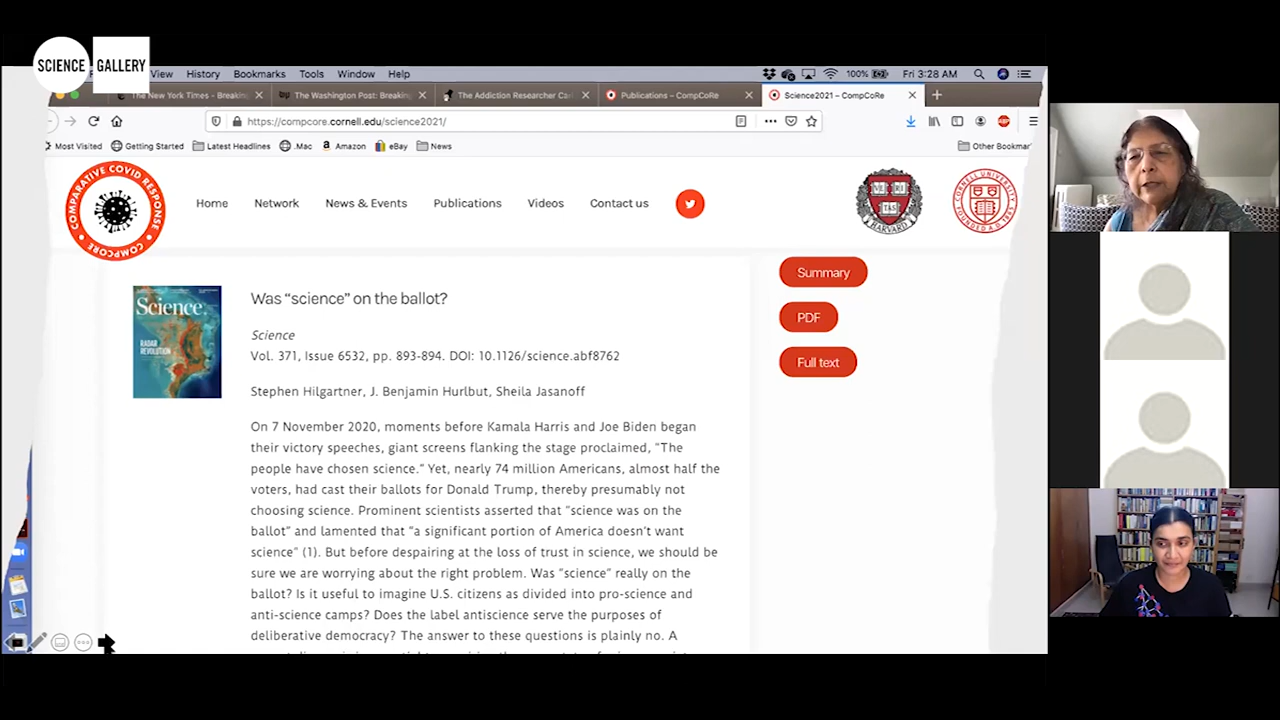 SCIENCE GALLERY
View History Bookmarks Tools Window Help 100% Fri 3:28 AM
The New York Times - Breakin The Washington Post: Breakin The Addiction Researcher Ca Publications – CompCoRe Science2021 – CompCoRe
https://compcore.cornell.edu/science2021/
Most Visited Getting Started Latest Headlines .Mac Amazon eBay News Other Bookmar
COMPARATIVE COVID RESPONSE
COMPCORE
Home Network News & Events Publications Videos Contact us
VE RI TAS
HARVARD
CORNELL UNIVERSITY
FOUNDED A.D.
Science
RADAR
REVOLUTION
Was “science” on the ballot?
Science
Vol. 371, Issue 6532, pp. 893-894. DOI: 10.1126/science.abf8762
Stephen Hilgartner, J. Benjamin Hurlbut, Sheila Jasanoff
On 7 November 2020, moments before Kamala Harris and Joe Biden began
their victory speeches, giant screens flanking the stage proclaimed, “The
people have chosen science.” Yet, nearly 74 million Americans, almost half the
voters, had cast their ballots for Donald Trump, thereby presumably not
choosing science. Prominent scientists asserted that “science was on the
ballot” and lamented that “a significant portion of America doesn’t want
science” (1). But before despairing at the loss of trust in science, we should be
sure we are worrying about the right problem. Was “science” really on the
ballot? Is it useful to imagine U.S. citizens as divided into pro-science and
anti-science camps? Does the label antiscience serve the purposes of
deliberative democracy? The answer to these questions is plainly no. A
Summary
PDF
Full text